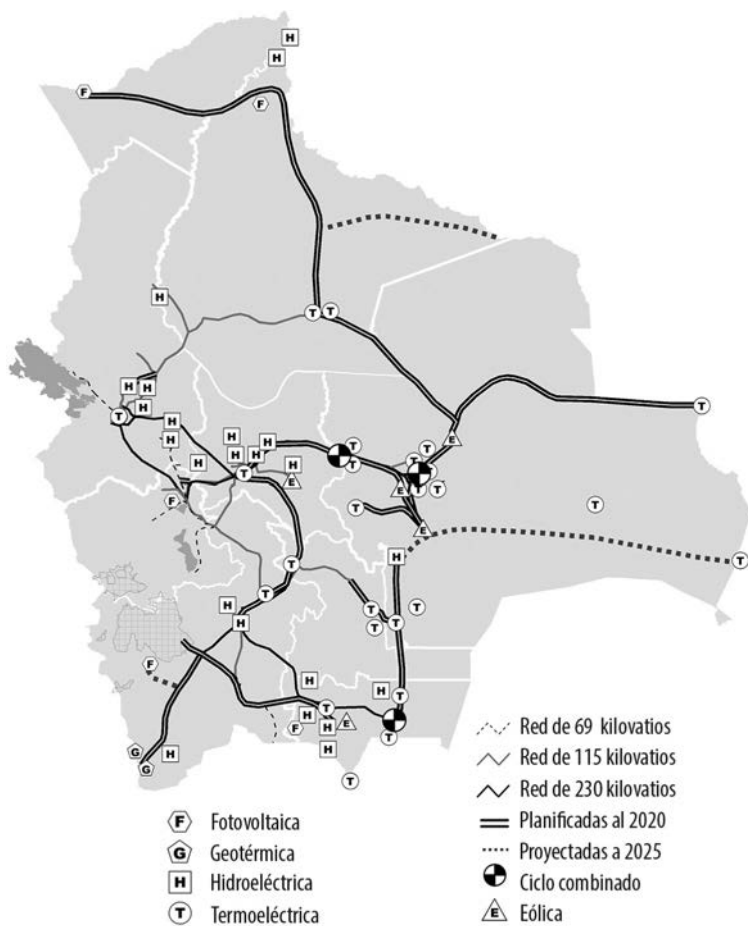 Fotovoltaica
Geotérmica
Hidroeléctrica
Termoeléctrica
Red de 69 kilovatios
Red de 115 kilovatios
Red de 230 kilovatios
Planificadas al 2020
Proyectadas a 2025
Ciclo combinado
Eólica